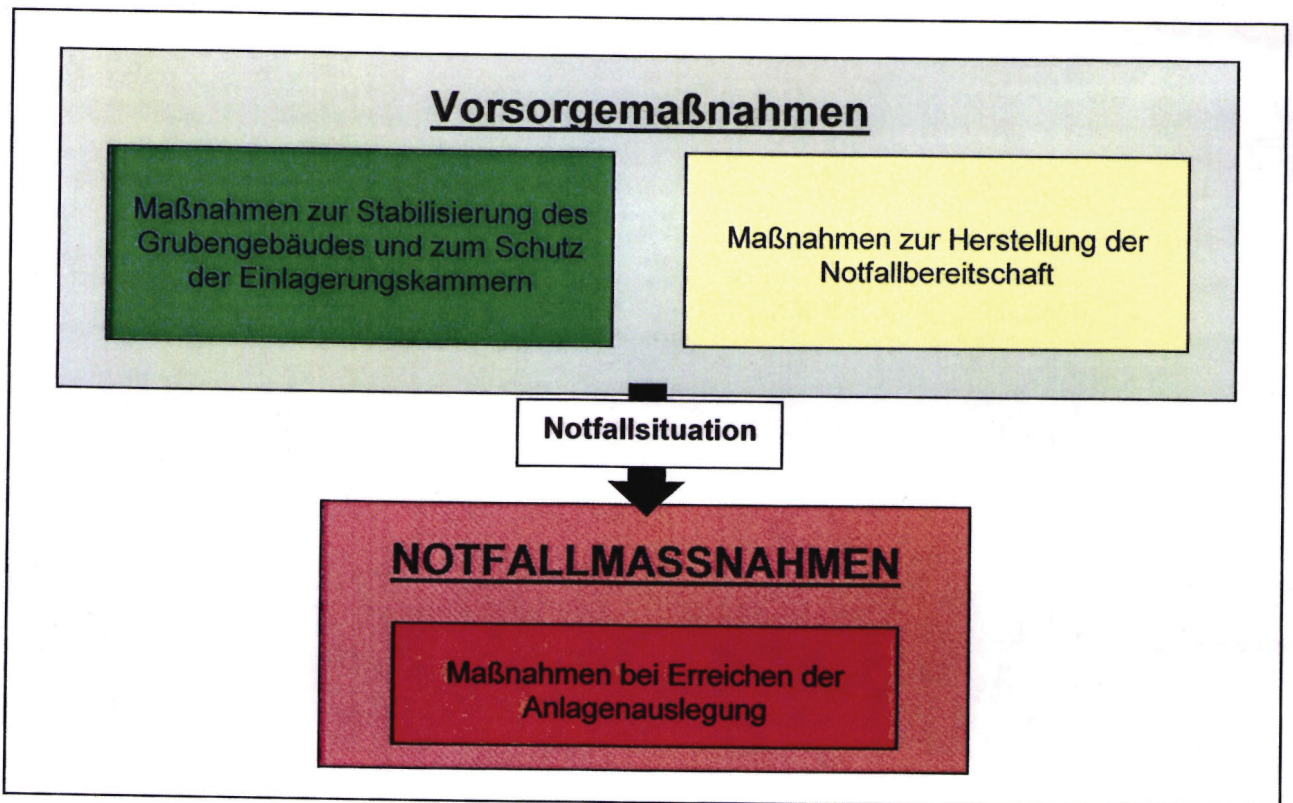 Vorsorgemaßnahmen
Maßnahmen zur Stabilisierung des
Grubengebäudes und zum Schutz
der Einlagerungskammern
Maßnahmen zur Herstellung der
Notfallbereitschaft
Notfallsituation
NOTFALLMASSNAHMEN
Maßnahmen bei Erreichen der
Anlagenauslegung